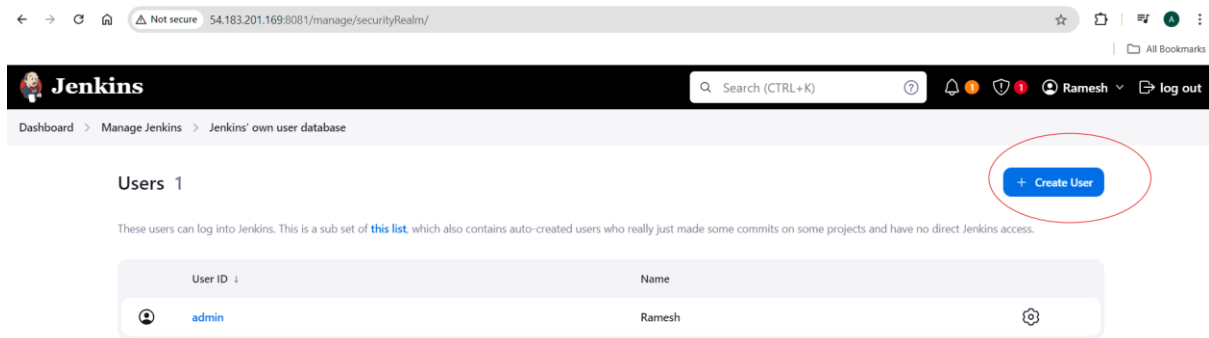 Not secure 54.183.201.169:8081/manage/securityRealm/ A
All Bookmarks
Jenkins Search (CTRL+K) ? 1 1 Ramesh log out
Dashboard > Manage Jenkins > Jenkins' own user database
Users 1 + Create User
These users can log into Jenkins. This is a sub set of this list, which also contains auto-created users who really just made some commits on some projects and have no direct Jenkins access.
User ID ↓ Name
admin Ramesh